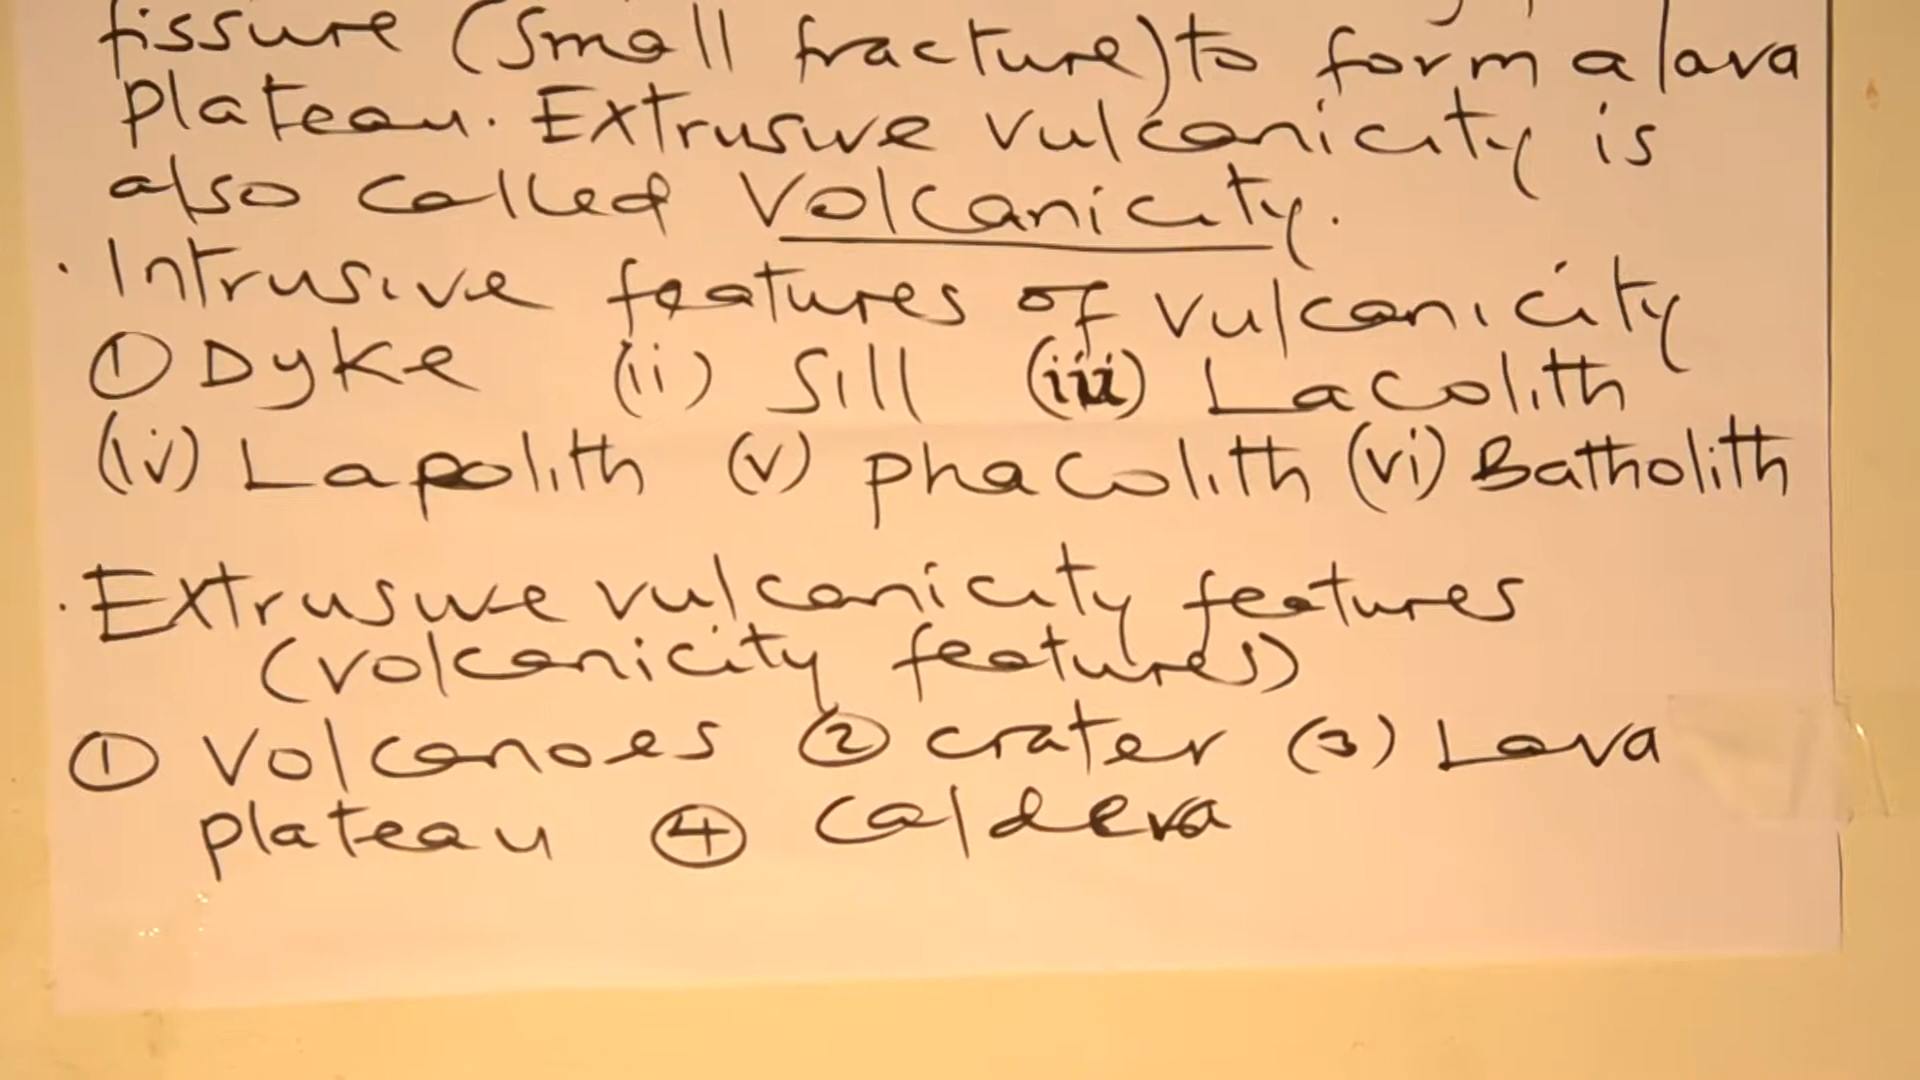 fissure (Small fracture) to form a lava
plateau. Extrusive vulcanicity is
also called Volcanicity.
· Intrusive features of vulcanicity
① Dyke (ii) Sill (iii) Lacolith
(iv) Lapolith (v) phacolith (vi) Batholith
· Extrusive vulcanicity features
(volcanicity features)
① Volcanoes ② crater (3) Lava
plateau ④ Caldera